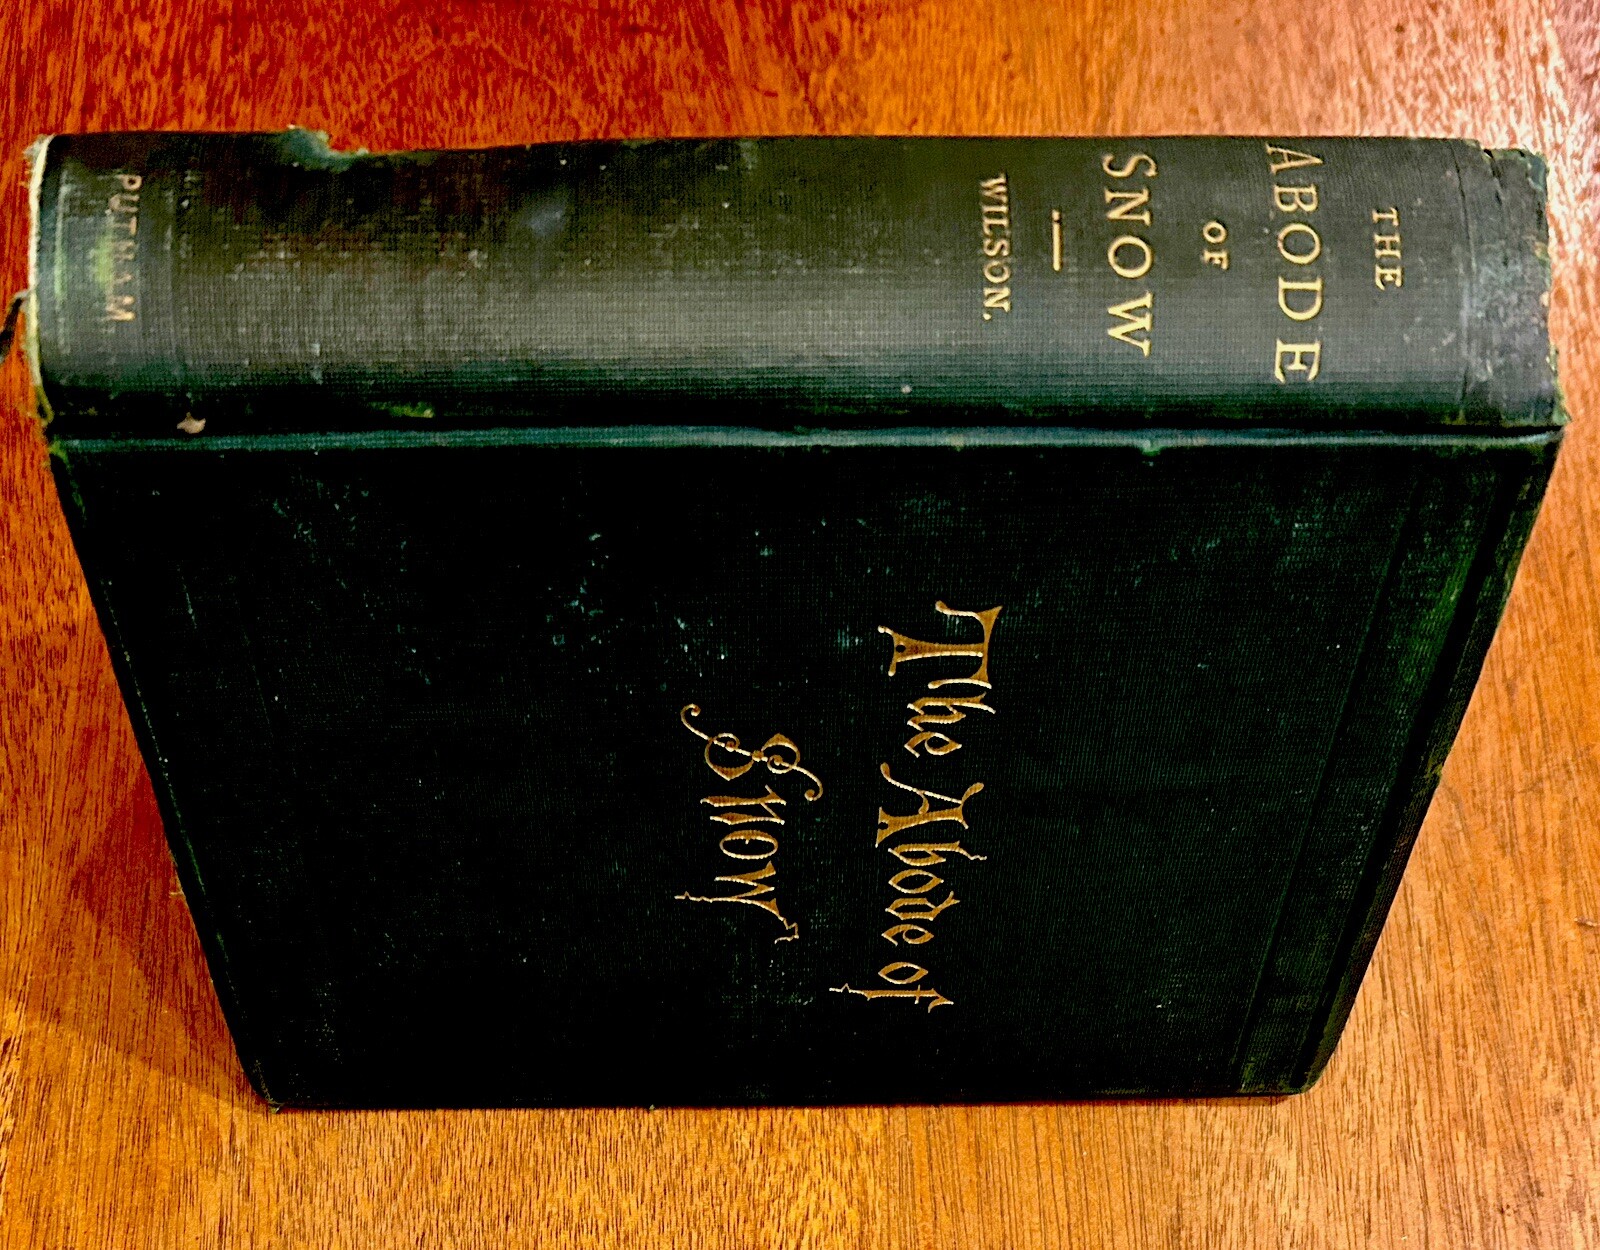 THE
ABODE
OF
SNOW
WILSON.
PUTNAM
The Abode of
Snow